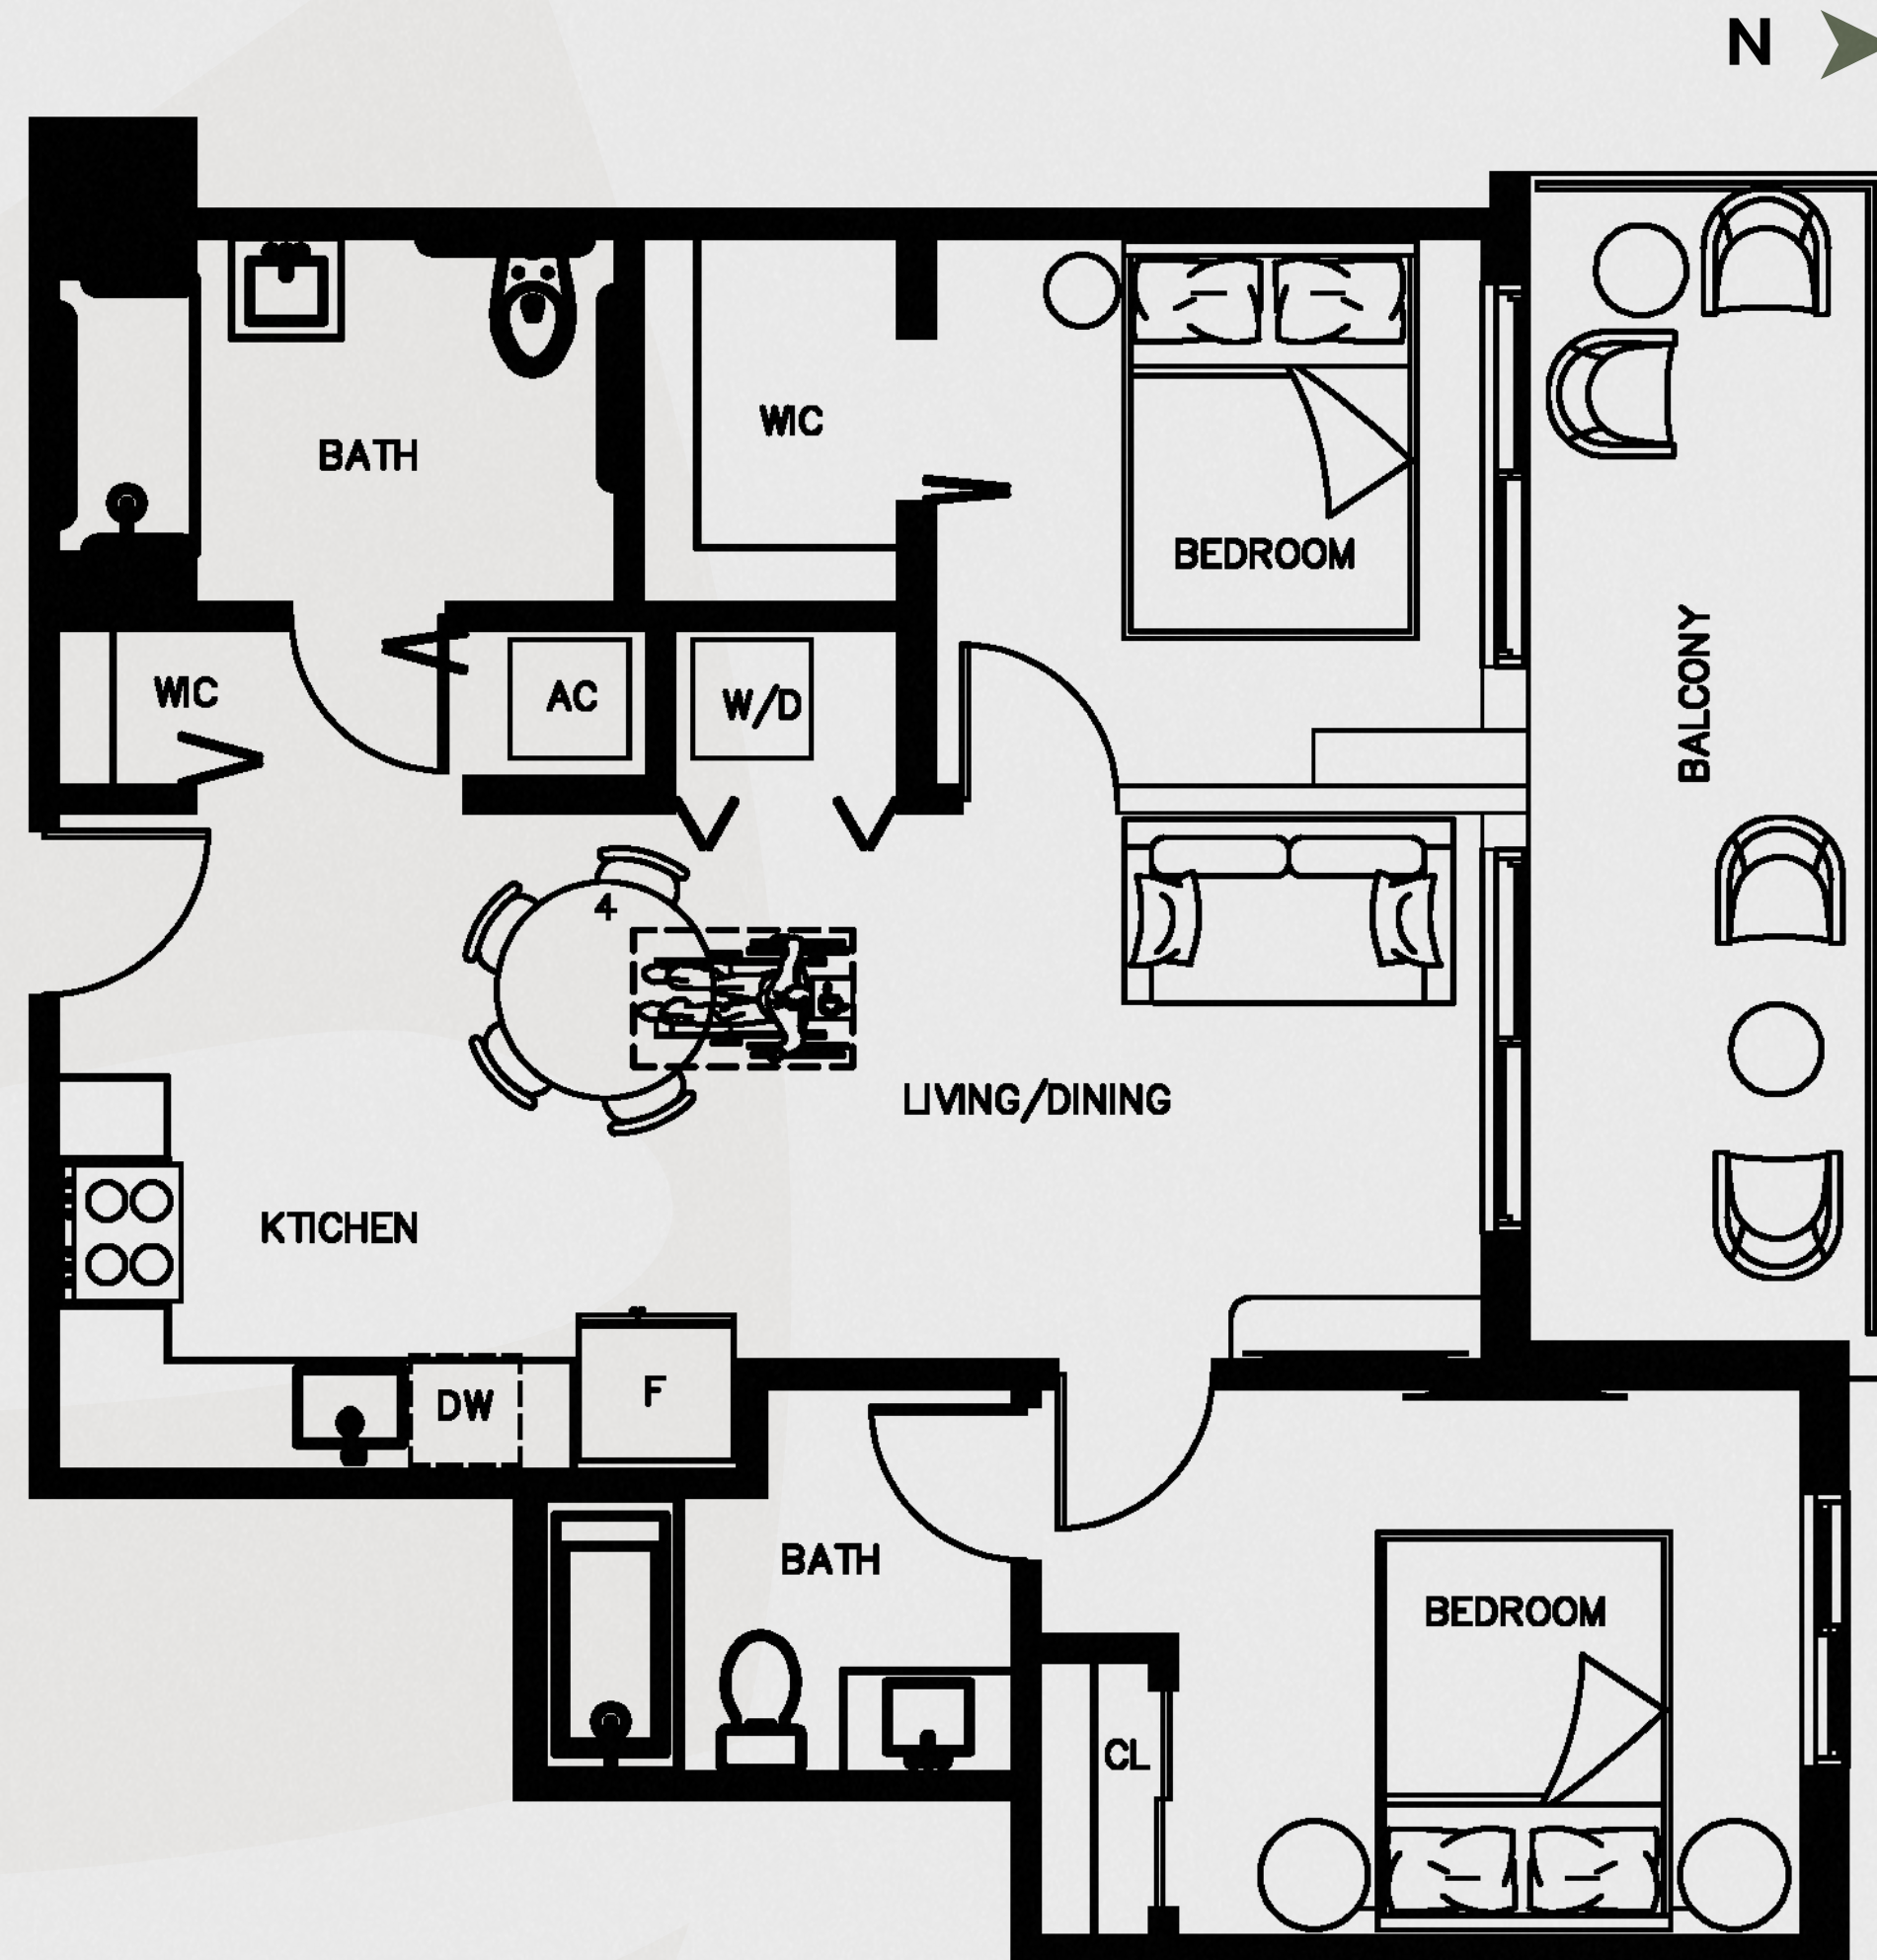 N
BATH
WIC
BEDROOM
WIC
AC
W/D
BALCONY
4
LIVING/DINING
KTICHEN
DW
F
BATH
BEDROOM
CL